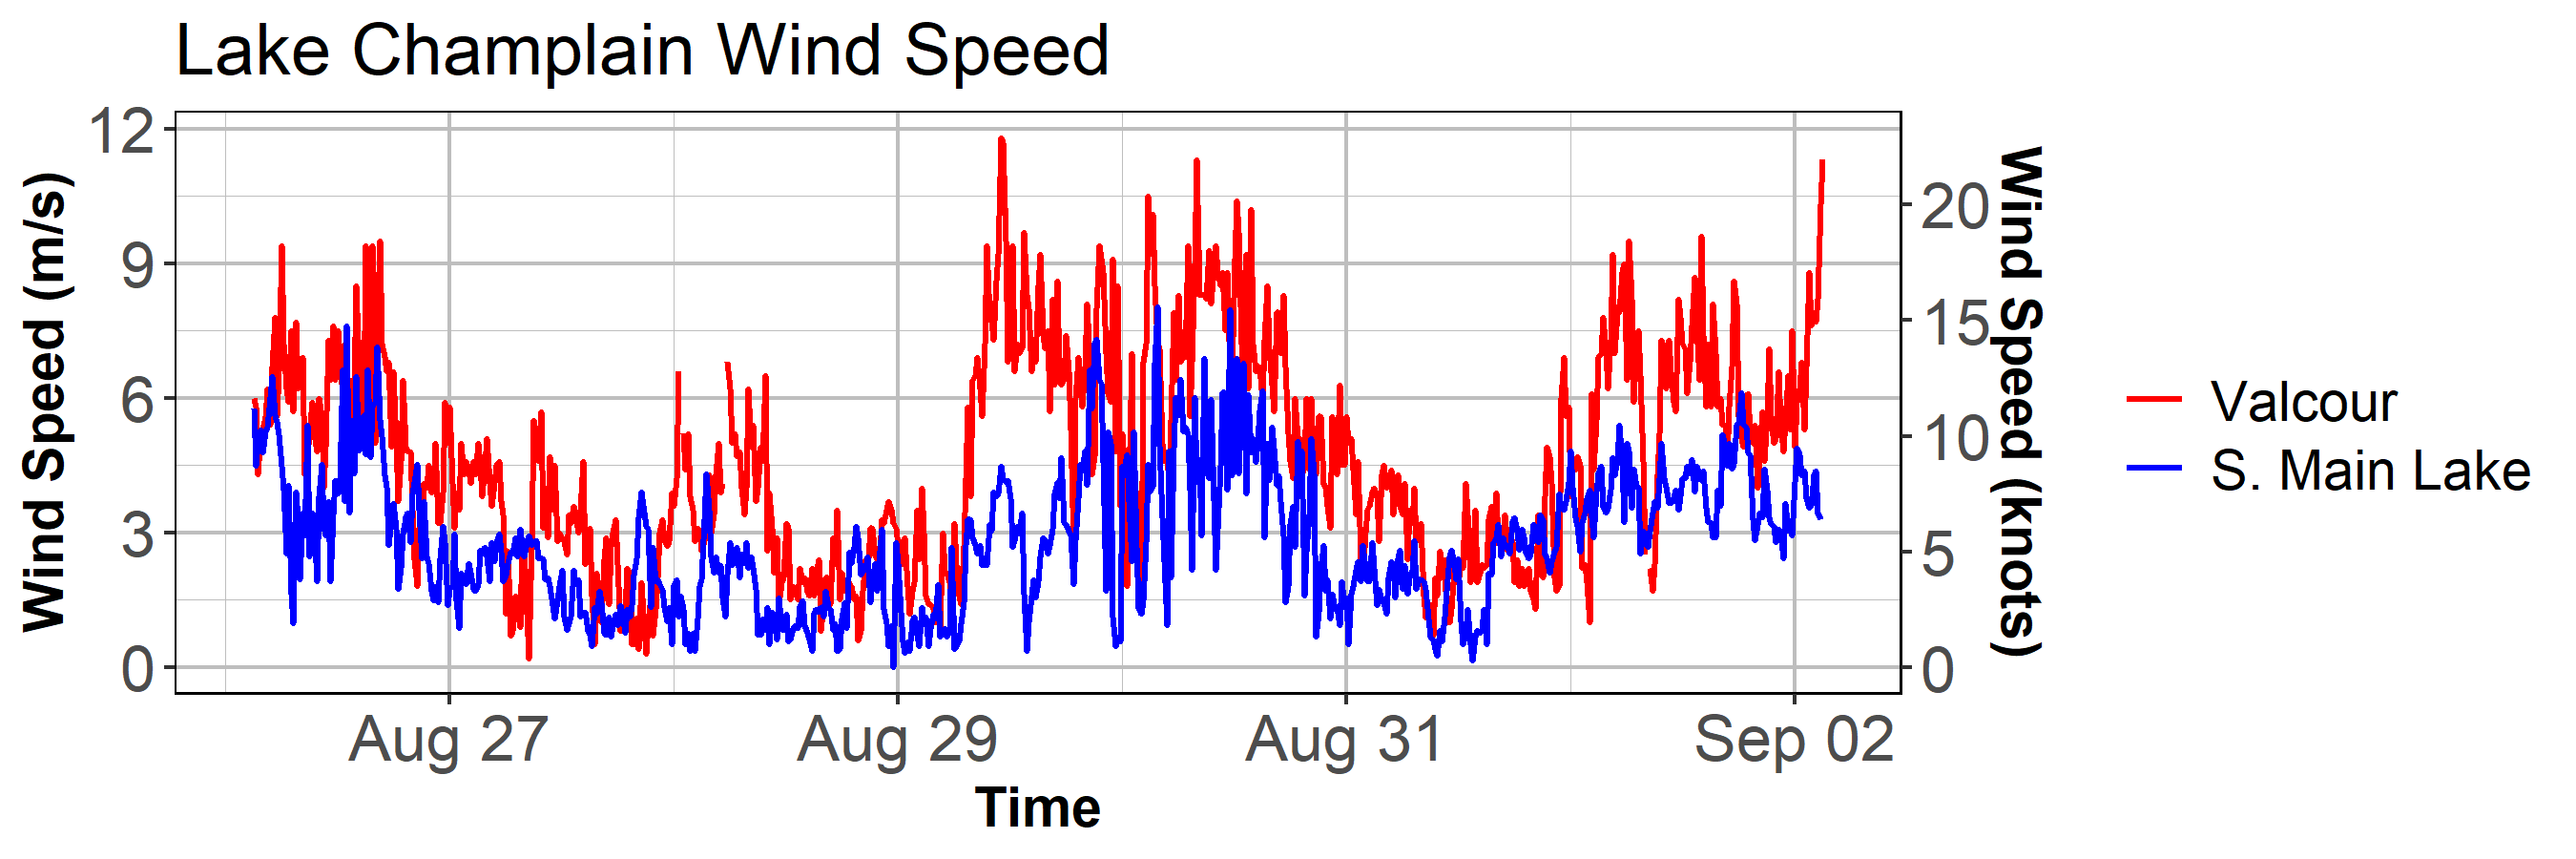 Lake Champlain Wind Speed
Wind Speed (m/s)
12
9
6
3
0
20
15
10
5
0
Wind Speed (knots)
Aug 27
Aug 29
Aug 31
Sep 02
Time
Valcour
S. Main Lake